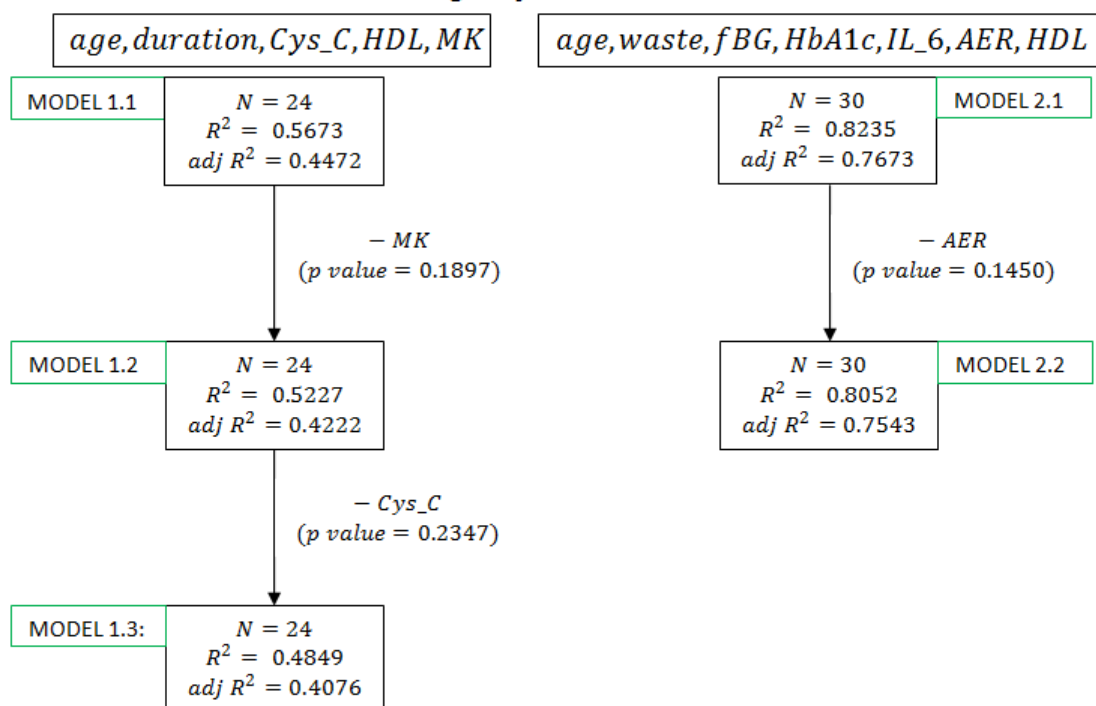 age, duration, Cys_C, HDL, MK
MODEL 1.1
N = 24
R² = 0.5673
adj R² = 0.4472
− MK
(p value = 0.1897)
MODEL 1.2
N = 24
R² = 0.5227
adj R² = 0.4222
− Cys_C
(p value = 0.2347)
MODEL 1.3:
N = 24
R² = 0.4849
adj R² = 0.4076
age, waste, fBG, HbA1c, IL_6, AER, HDL
MODEL 2.1
N = 30
R² = 0.8235
adj R² = 0.7673
− AER
(p value = 0.1450)
MODEL 2.2
N = 30
R² = 0.8052
adj R² = 0.7543